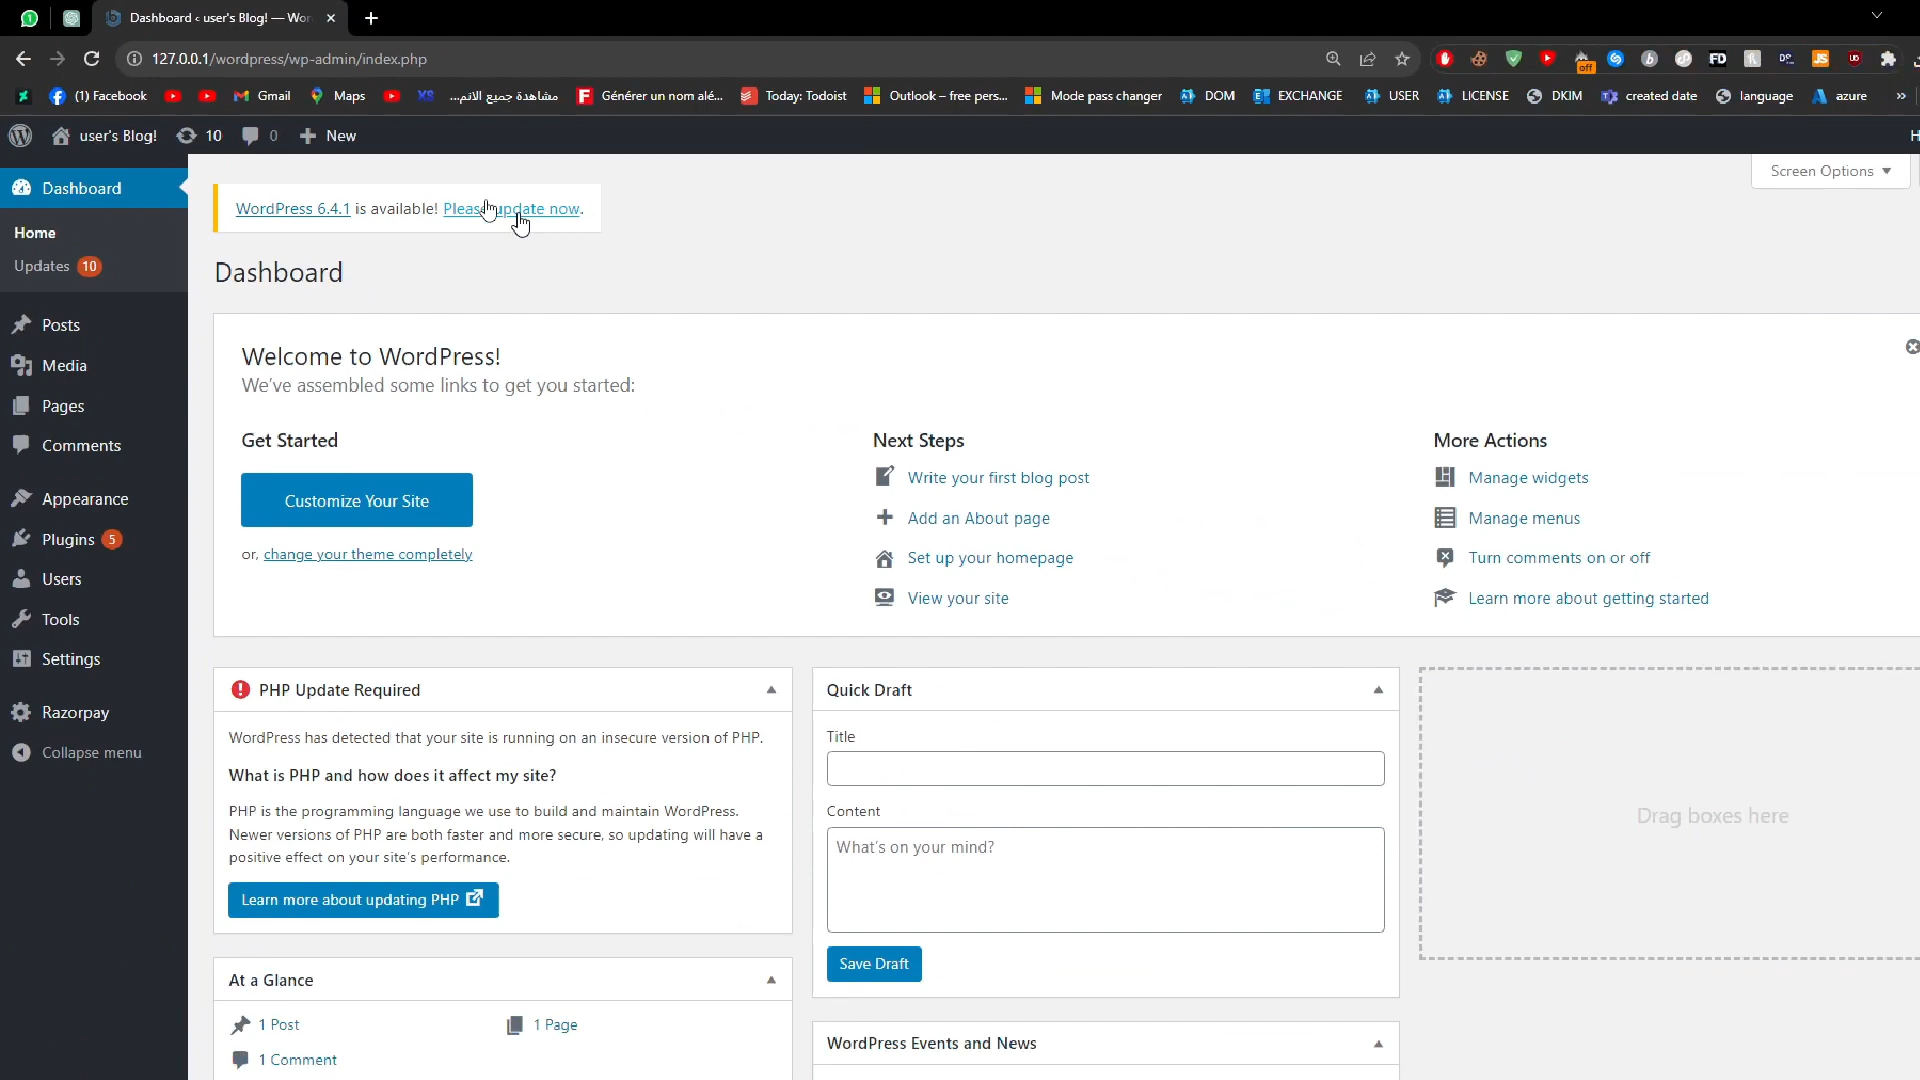 Dashboard ‹ user's Blog! — Wor
127.0.0.1/wordpress/wp-admin/index.php
(1) Facebook
Gmail
Maps
XS
مشاهدة جميع الاتم...
Générer un nom alé...
Today: Todoist
Outlook – free pers...
Mode pass changer
DOM
EXCHANGE
USER
LICENSE
DKIM
created date
language
azure
»
user's Blog!
10
0
New
H
Dashboard
Screen Options
WordPress 6.4.1 is available! Please update now.
Home
Updates 10
Dashboard
Posts
Media
Pages
Comments
Appearance
Plugins 5
Users
Tools
Settings
Razorpay
Collapse menu
Welcome to WordPress!
We've assembled some links to get you started:
Get Started
Customize Your Site
or, change your theme completely
Next Steps
Write your first blog post
Add an About page
Set up your homepage
View your site
More Actions
Manage widgets
Manage menus
Turn comments on or off
Learn more about getting started
PHP Update Required
WordPress has detected that your site is running on an insecure version of PHP.
What is PHP and how does it affect my site?
PHP is the programming language we use to build and maintain WordPress.
Newer versions of PHP are both faster and more secure, so updating will have a
positive effect on your site's performance.
Learn more about updating PHP
At a Glance
1 Post
1 Page
1 Comment
Quick Draft
Title
Content
What's on your mind?
Save Draft
WordPress Events and News
Drag boxes here